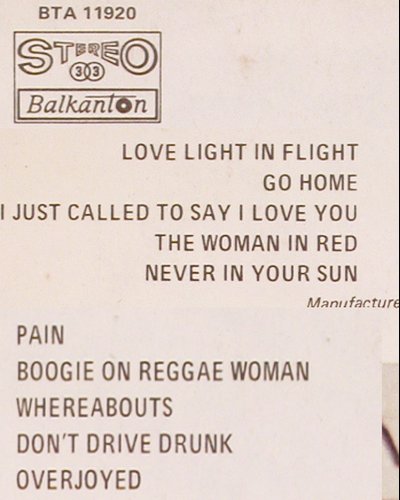 BTA 11920
STEREO
33
Balkanton
LOVE LIGHT IN FLIGHT
GO HOME
I JUST CALLED TO SAY I LOVE YOU
THE WOMAN IN RED
NEVER IN YOUR SUN
Manufacture
PAIN
BOOGIE ON REGGAE WOMAN
WHEREABOUTS
DON'T DRIVE DRUNK
OVERJOYED